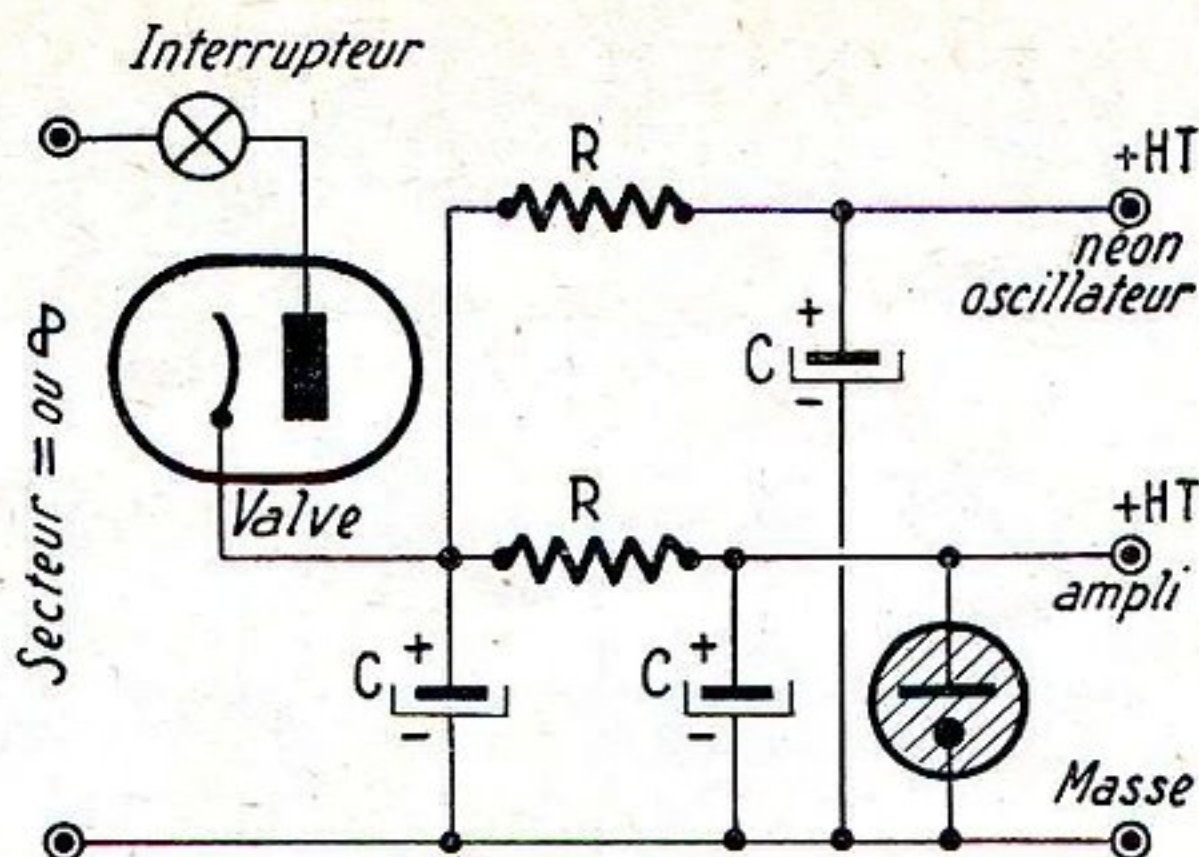 Interrupteur
R
+HT
néon
oscillateur
+
C
-
Secteur = ou ∿
Valve
R
+HT
ampli
+
C
-
+
C
-
Masse